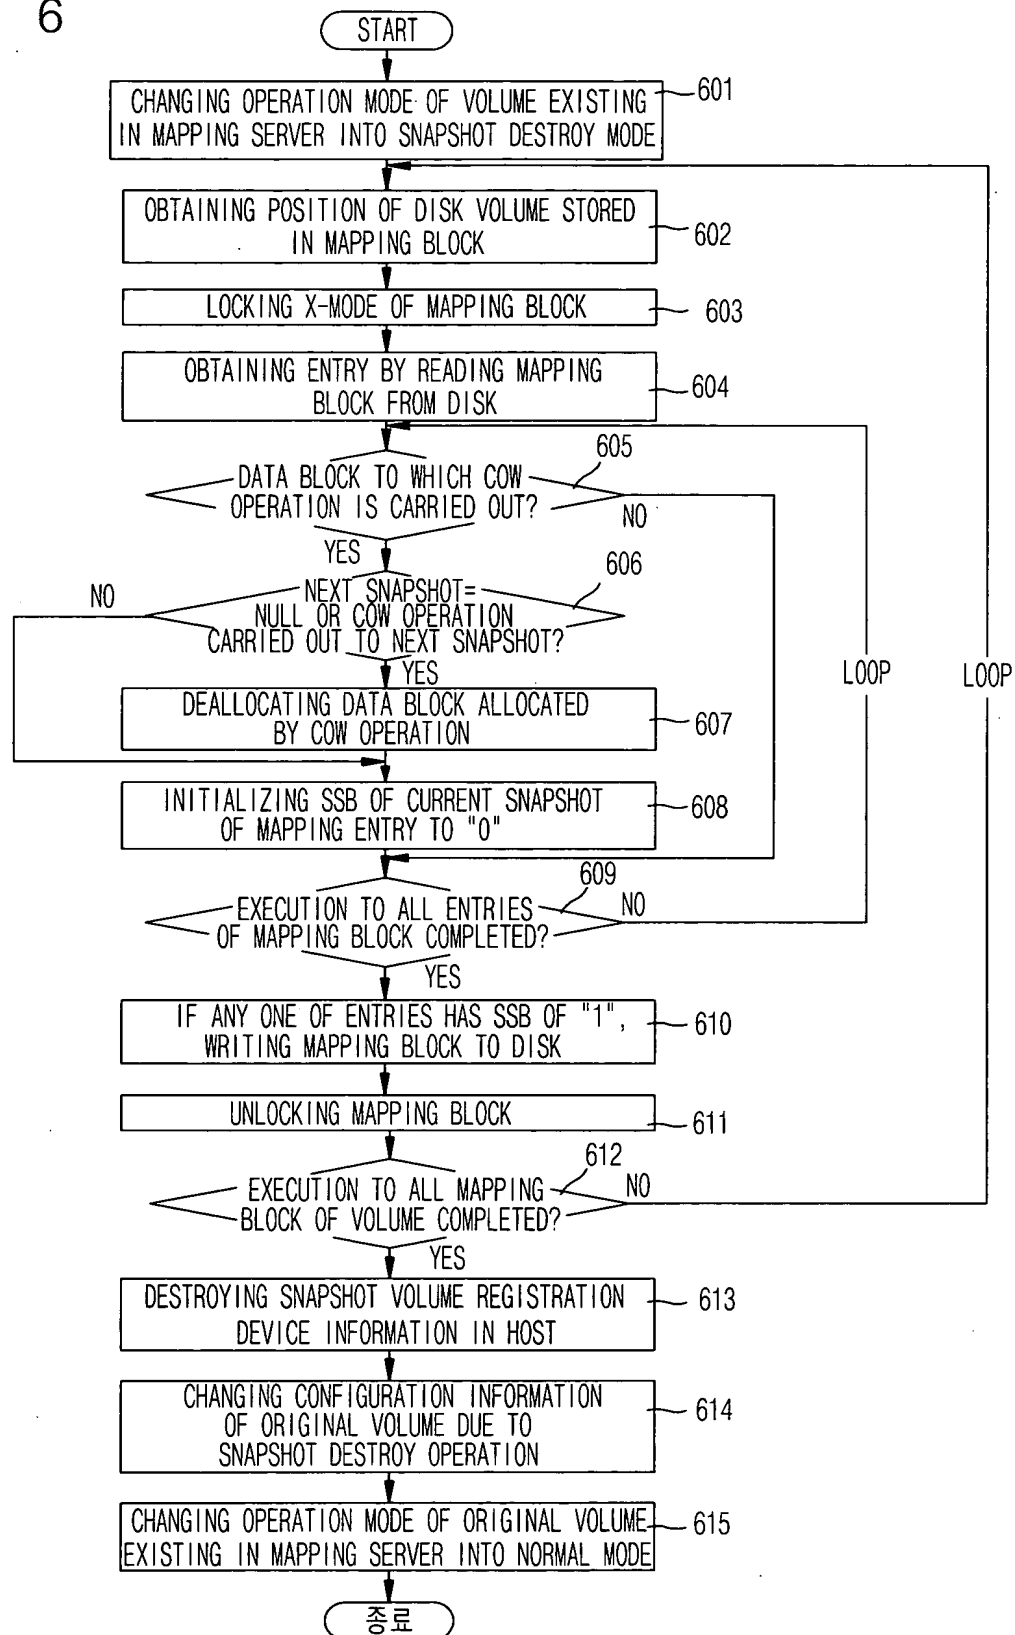 6
START
CHANGING OPERATION MODE OF VOLUME EXISTING
IN MAPPING SERVER INTO SNAPSHOT DESTROY MODE
601
OBTAINING POSITION OF DISK VOLUME STORED
IN MAPPING BLOCK
602
LOCKING X-MODE OF MAPPING BLOCK
603
OBTAINING ENTRY BY READING MAPPING
BLOCK FROM DISK
604
605
DATA BLOCK TO WHICH COW
OPERATION IS CARRIED OUT?
NO
YES
606
NO
NEXT SNAPSHOT=
NULL OR COW OPERATION
CARRIED OUT TO NEXT SNAPSHOT?
YES
LOOP
LOOP
DEALLOCATING DATA BLOCK ALLOCATED
BY COW OPERATION
607
INITIALIZING SSB OF CURRENT SNAPSHOT
OF MAPPING ENTRY TO "0"
608
609
NO
EXECUTION TO ALL ENTRIES
OF MAPPING BLOCK COMPLETED?
YES
IF ANY ONE OF ENTRIES HAS SSB OF "1",
WRITING MAPPING BLOCK TO DISK
610
UNLOCKING MAPPING BLOCK
611
612
NO
EXECUTION TO ALL MAPPING
BLOCK OF VOLUME COMPLETED?
YES
DESTROYING SNAPSHOT VOLUME REGISTRATION
DEVICE INFORMATION IN HOST
613
CHANGING CONFIGURATION INFORMATION
OF ORIGINAL VOLUME DUE TO
SNAPSHOT DESTROY OPERATION
614
CHANGING OPERATION MODE OF ORIGINAL VOLUME
EXISTING IN MAPPING SERVER INTO NORMAL MODE
615
종료